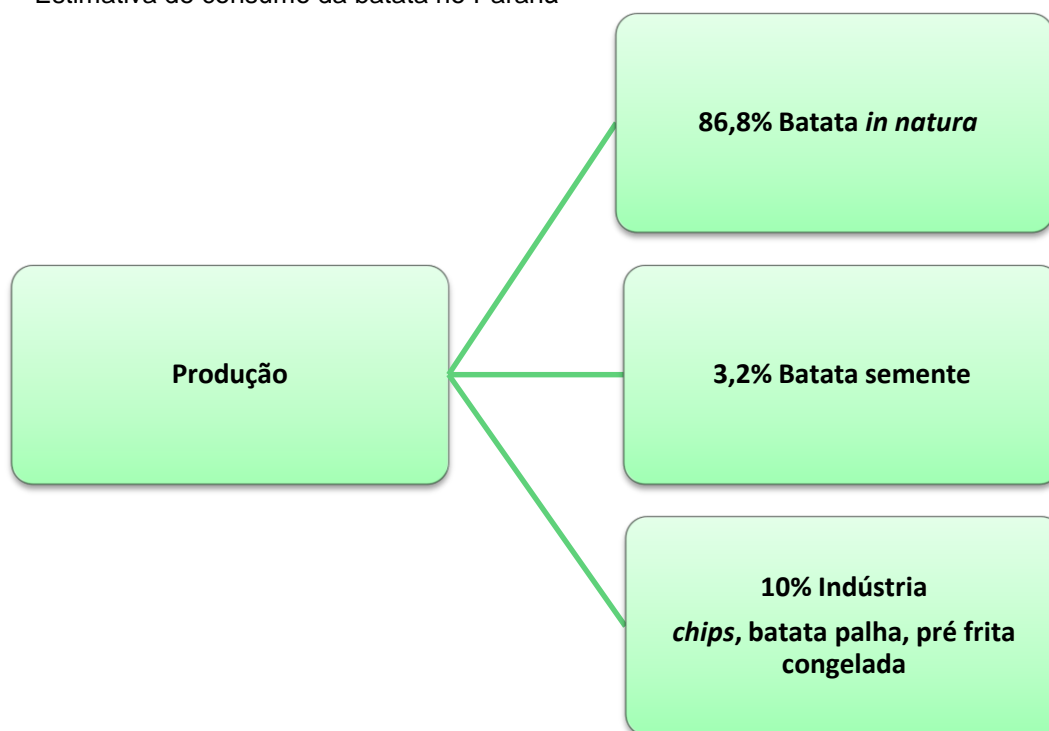 Estimativa do consumo da batata no Paraná
86,8% Batata in natura
Produção
3,2% Batata semente
10% Indústria
chips, batata palha, pré frita
congelada